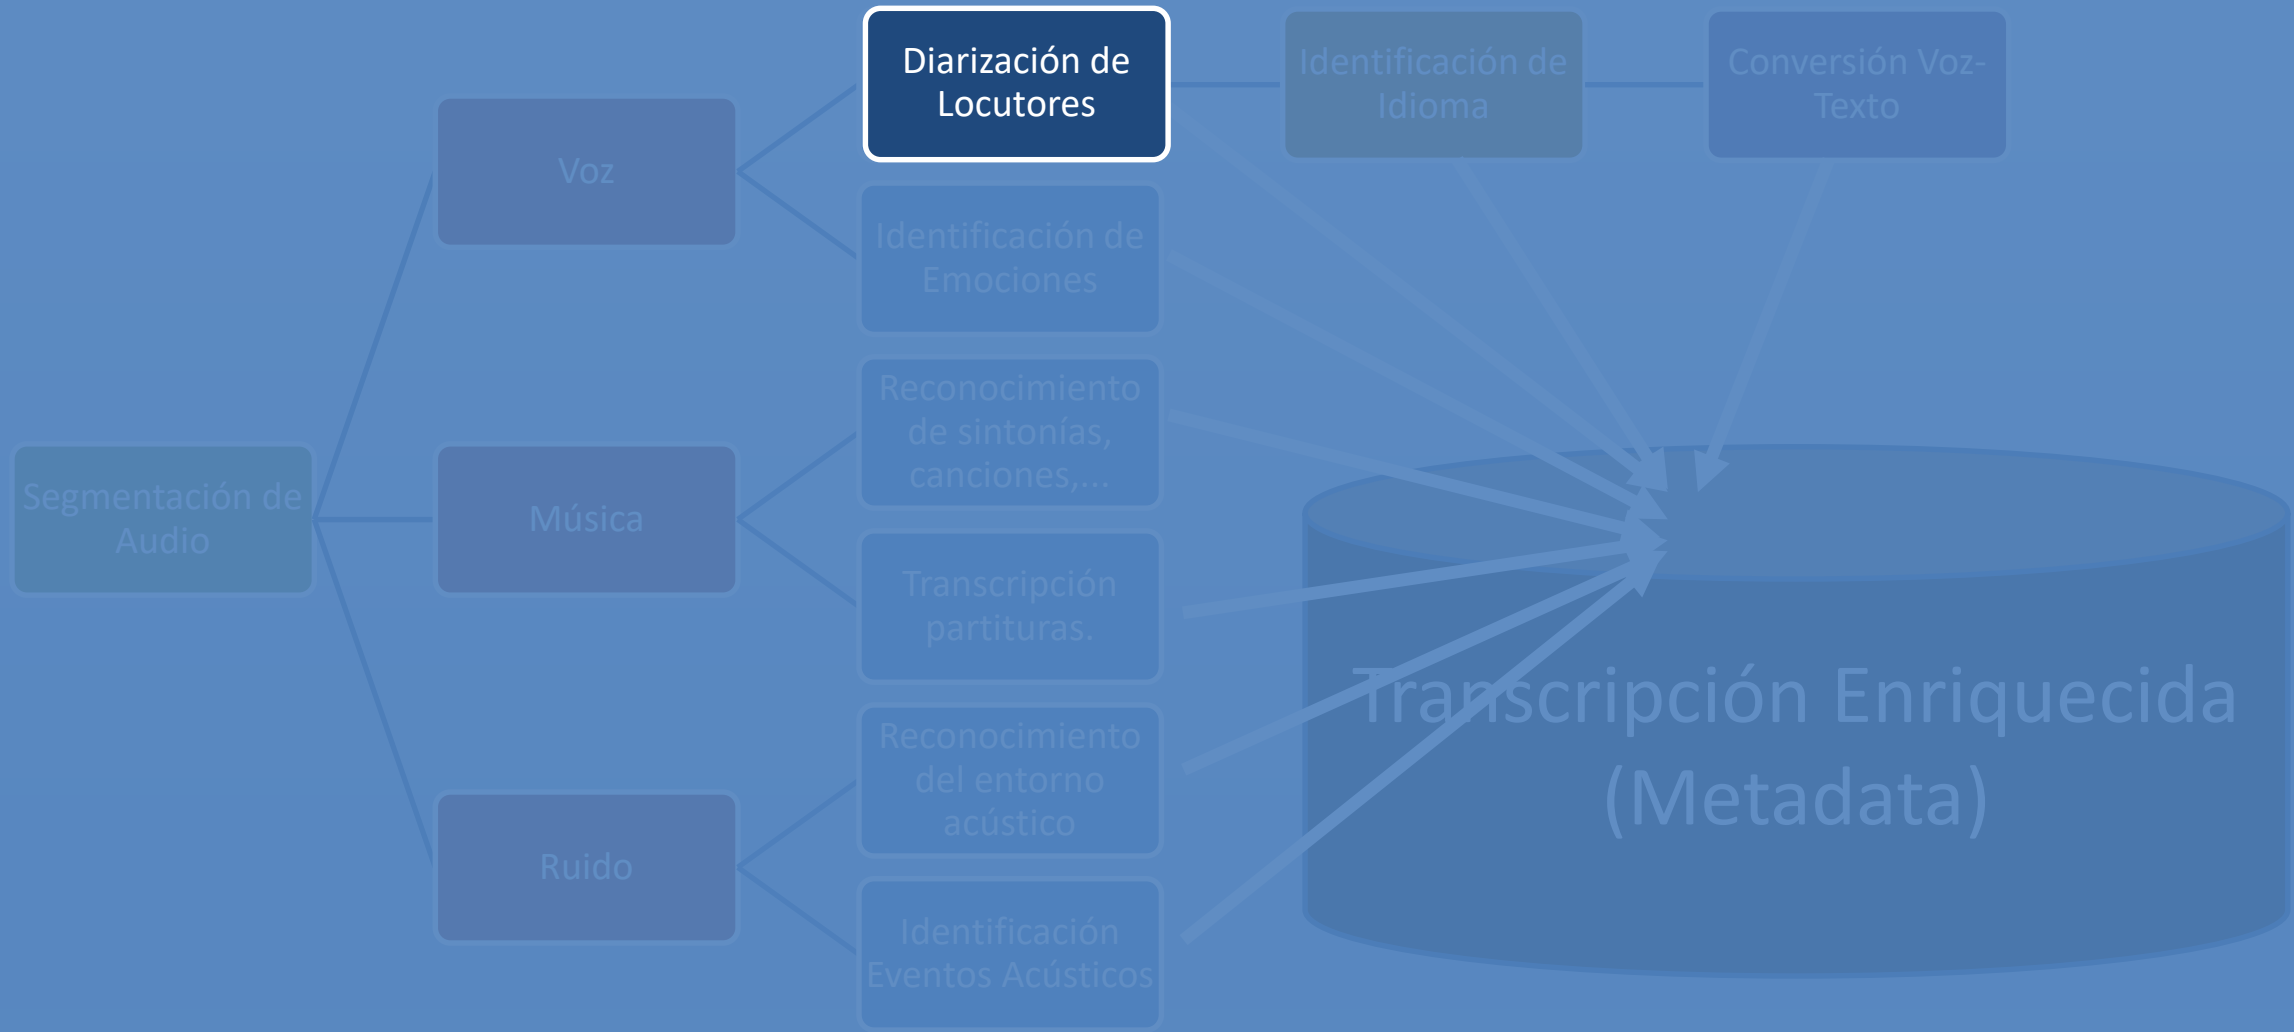 Diarización de
Locutores
Identificación de
Idioma
Conversión Voz-
Texto
Voz
Identificación de
Emociones
Reconocimiento
de sintonías,
canciones,...
Segmentación de
Audio
Música
Transcripción
partituras.
Transcripción Enriquecida
(Metadata)
Reconocimiento
del entorno
acústico
Ruido
Identificación
Eventos Acústicos